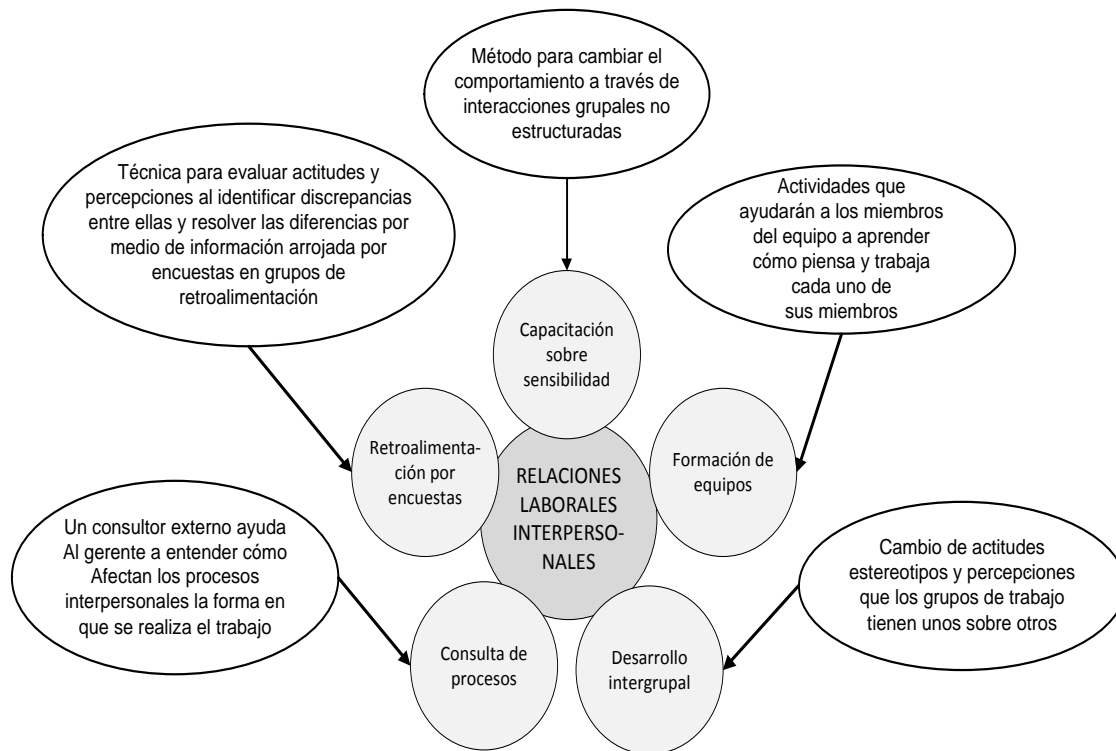 Método para cambiar el
comportamiento a través de
interacciones grupales no
estructuradas
Técnica para evaluar actitudes y
percepciones al identificar discrepancias
entre ellas y resolver las diferencias por
medio de información arrojada por
encuestas en grupos de
retroalimentación
Actividades que
ayudarán a los miembros
del equipo a aprender
cómo piensa y trabaja
cada uno de
sus miembros
Capacitación
sobre
sensibilidad
Retroalimenta-
ción por
encuestas
RELACIONES
LABORALES
INTERPERSO-
NALES
Formación de
equipos
Un consultor externo ayuda
Al gerente a entender cómo
Afectan los procesos
interpersonales la forma en
que se realiza el trabajo
Cambio de actitudes
estereotipos y percepciones
que los grupos de trabajo
tienen unos sobre otros
Consulta de
procesos
Desarrollo
intergrupal